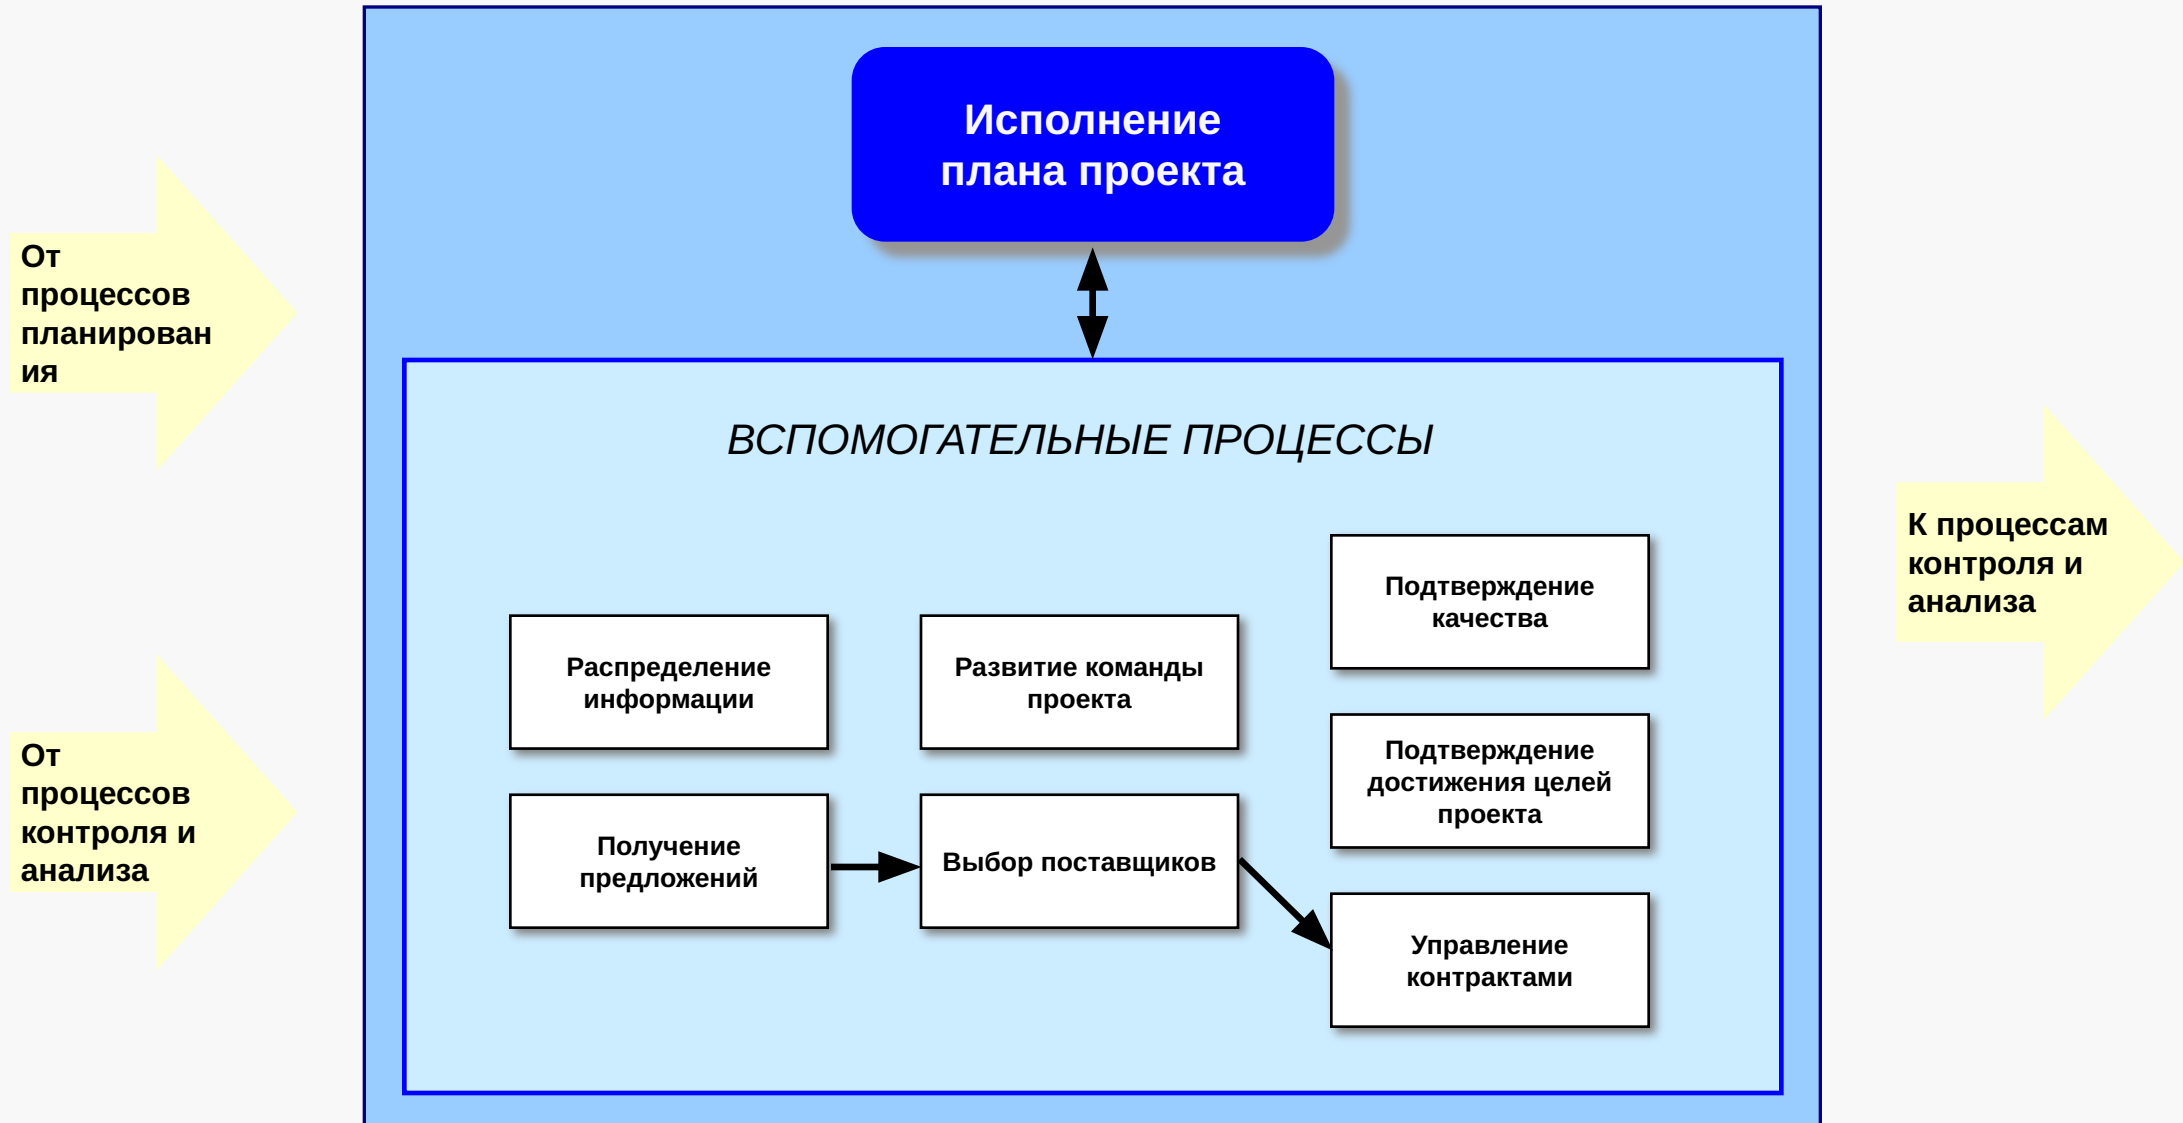 Исполнение
плана проекта
От
процессов
планирован
ия
ВСПОМОГАТЕЛЬНЫЕ ПРОЦЕССЫ
К процессам
контроля и
анализа
Подтверждение
качества
Распределение
информации
Развитие команды
проекта
Подтверждение
достижения целей
проекта
От
процессов
контроля и
анализа
Получение
предложений
Выбор поставщиков
Управление
контрактами